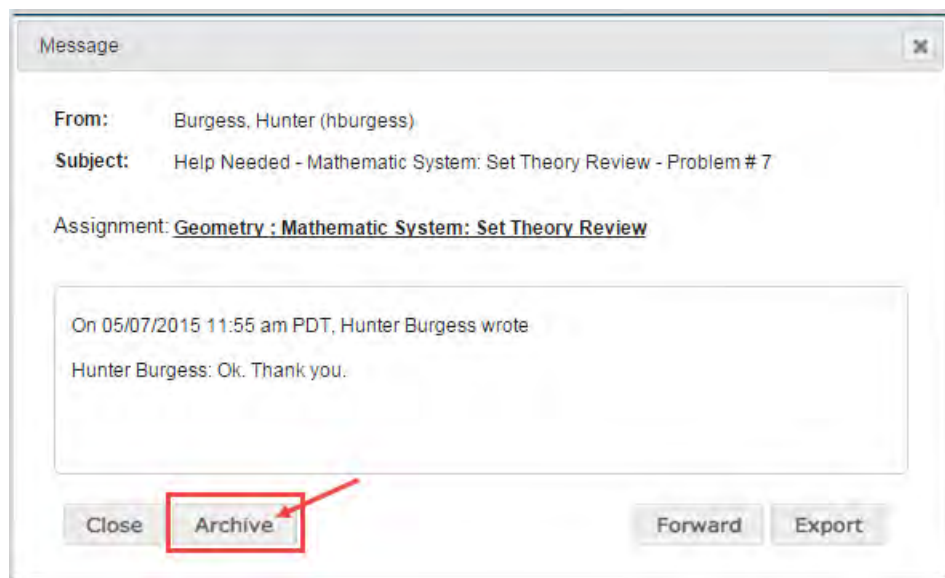 Message
From: Burgess, Hunter (hburgess)
Subject: Help Needed - Mathematic System: Set Theory Review - Problem # 7
Assignment: Geometry : Mathematic System: Set Theory Review
On 05/07/2015 11:55 am PDT, Hunter Burgess wrote
Hunter Burgess: Ok. Thank you.
Close Archive Forward Export